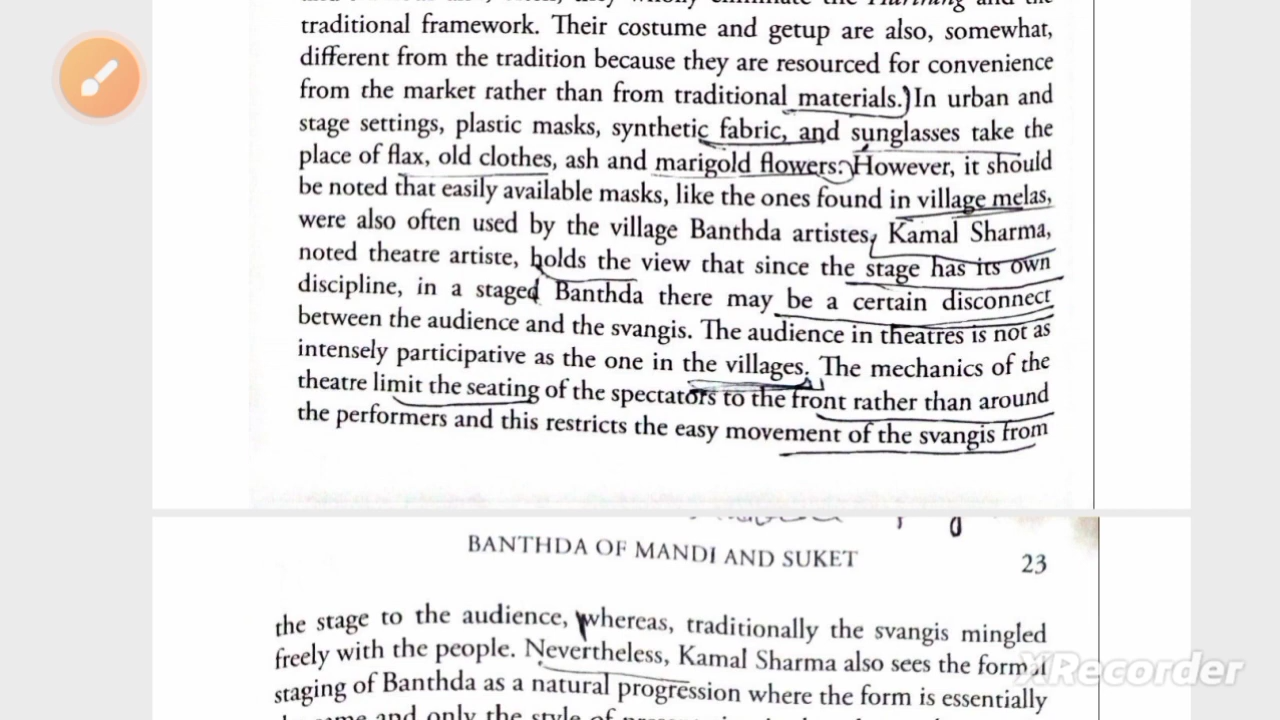 traditional framework. Their costume and getup are also, somewhat,
different from the tradition because they are resourced for convenience
from the market rather than from traditional materials.) In urban and
stage settings, plastic masks, synthetic fabric, and sunglasses take the
place of flax, old clothes, ash and marigold flowers. However, it should
be noted that easily available masks, like the ones found in village melas,
were also often used by the village Banthda artistes. Kamal Sharma,
noted theatre artiste, holds the view that since the stage has its own
discipline, in a staged Banthda there may be a certain disconnect
between the audience and the svangis. The audience in theatres is not as
intensely participative as the one in the villages. The mechanics of the
theatre limit the seating of the spectators to the front rather than around
the performers and this restricts the easy movement of the svangis from
BANTHDA OF MANDI AND SUKET
23
the stage to the audience, whereas, traditionally the svangis mingled
freely with the people. Nevertheless, Kamal Sharma also sees the formal
staging of Banthda as a natural progression where the form is essentially
and only the style of
XRecorder